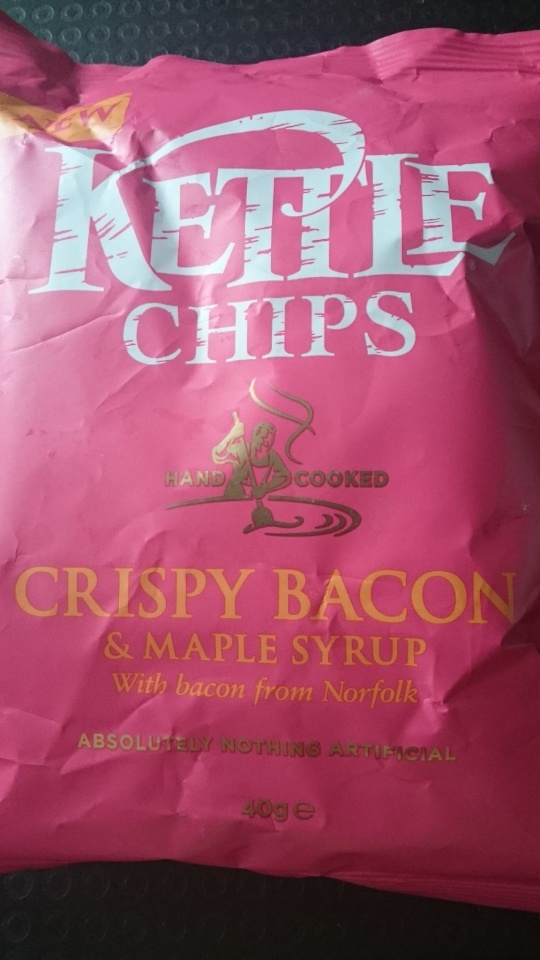 NEW
KETTLE
CHIPS
HAND COOKED
CRISPY BACON
& MAPLE SYRUP
With bacon from Norfolk
ABSOLUTELY NOTHING ARTIFICIAL
40g ℮